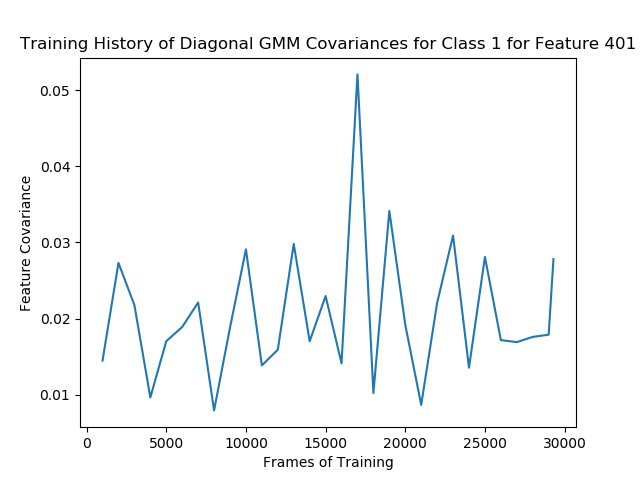 Training History of Diagonal GMM Covariances for Class 1 for Feature 401
0.05
0.04
0.03
0.02
0.01
Feature Covariance
0 5000 10000 15000 20000 25000 30000
Frames of Training